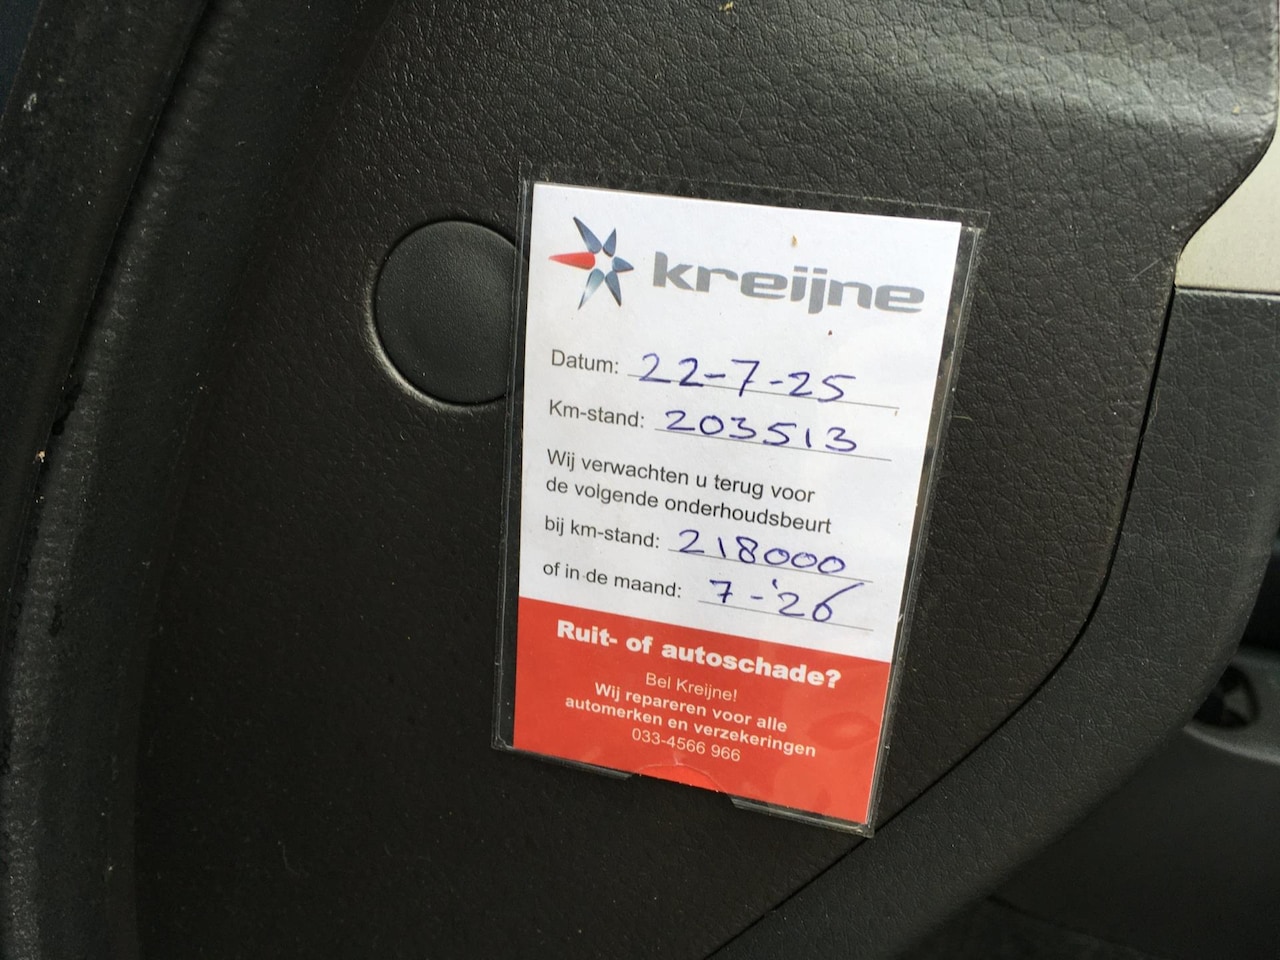 kreijne
Datum: 22-7-25
Km-stand: 203513
Wij verwachten u terug voor
de volgende onderhoudsbeurt
bij km-stand: 218000
of in de maand: 7-'26
Ruit- of autoschade?
Bel Kreijne!
Wij repareren voor alle
automerken en verzekeringen
033-4566 966